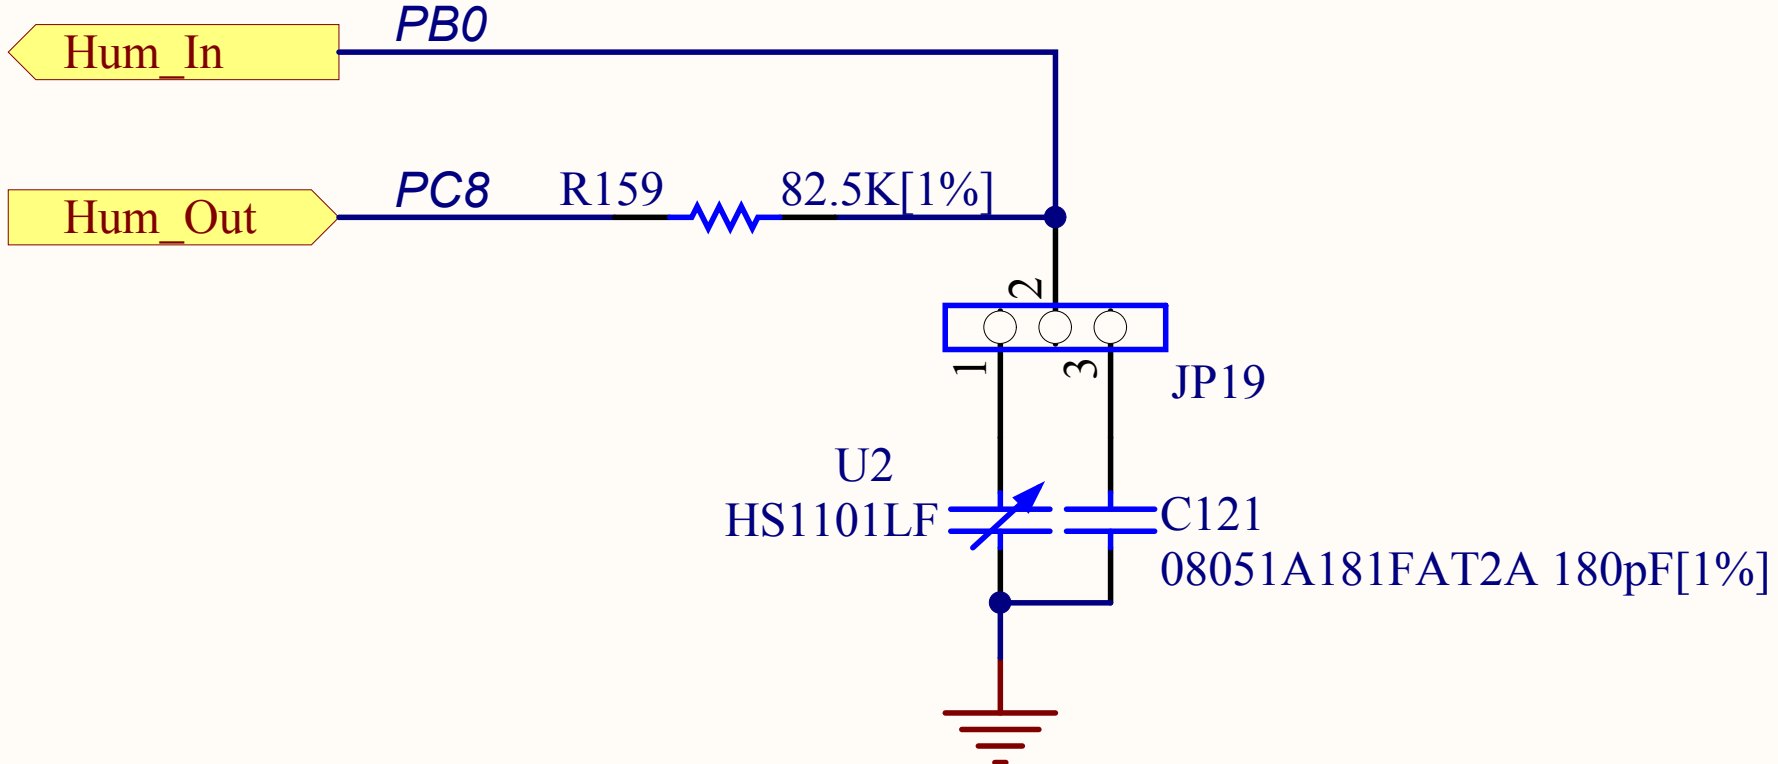 PB0
Hum_In
PC8
R159
82.5K[1%]
Hum_Out
2
1
3
JP19
U2
HS1101LF
C121
08051A181FAT2A 180pF[1%]